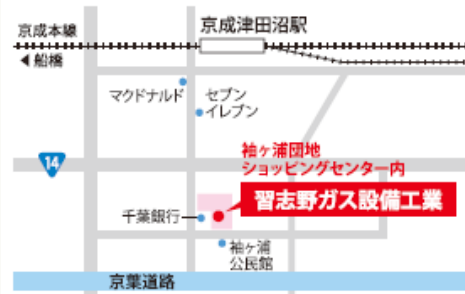 京成本線
京成津田沼駅
◀船橋
マクドナルド
セブン
イレブン
袖ヶ浦団地
ショッピングセンター内
14
習志野ガス設備工業
千葉銀行
袖ヶ浦
公民館
京葉道路